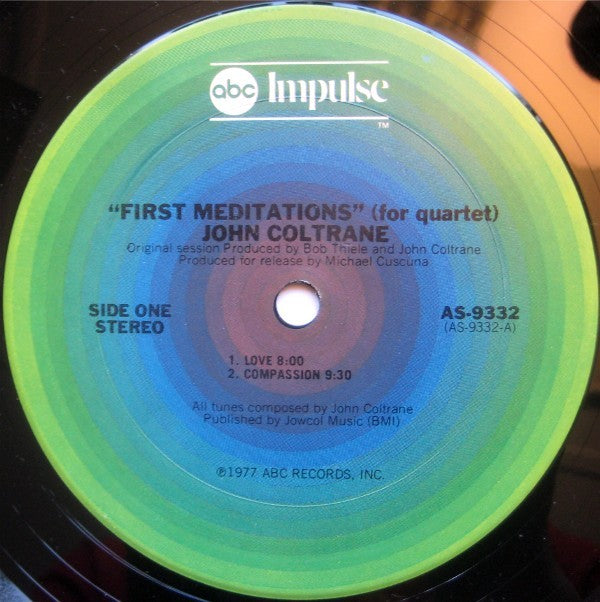 abc Impulse
TM
"FIRST MEDITATIONS" (for quartet)
JOHN COLTRANE
Original session Produced by Bob Thiele and John Coltrane
Produced for release by Michael Cuscuna
SIDE ONE
STEREO
AS-9332
(AS-9332-A)
1. LOVE 8:00
2. COMPASSION 9:30
All tunes composed by John Coltrane
Published by Jowcol Music (BMI)
℗1977 ABC RECORDS, INC.